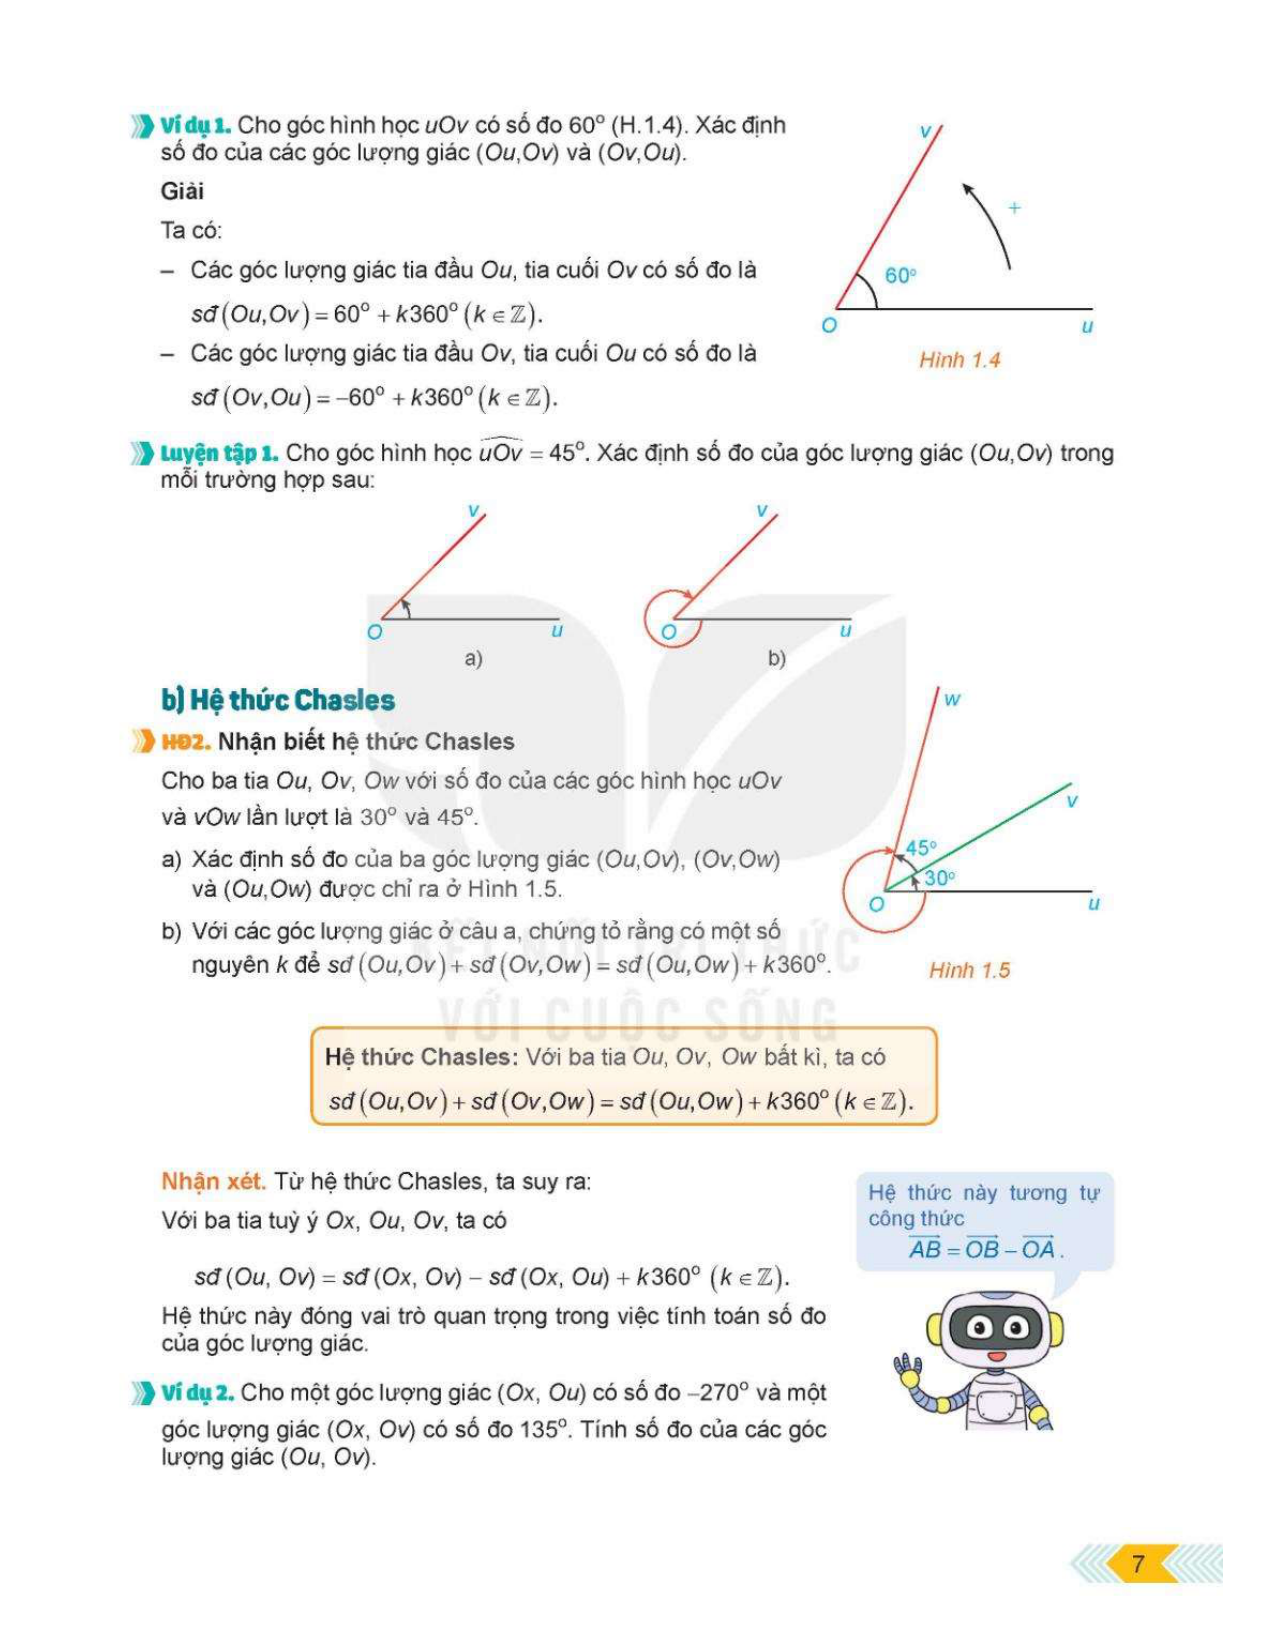 Ví dụ 1. Cho góc hình học uOv có số đo 60° (H.1.4). Xác định
số đo của các góc lượng giác (Ou,Ov) và (Ov,Ou).
Giải
Ta có:
– Các góc lượng giác tia đầu Ou, tia cuối Ov có số đo là
sđ(Ou,Ov) = 60° + k360° (k ∈ ℤ).
– Các góc lượng giác tia đầu Ov, tia cuối Ou có số đo là
sđ(Ov,Ou) = –60° + k360° (k ∈ ℤ).
v
+
60°
O
u
Hình 1.4
Luyện tập 1. Cho góc hình học \widehat{uOv} = 45°. Xác định số đo của góc lượng giác (Ou,Ov) trong
mỗi trường hợp sau:
v
O
u
a)
v
O
u
b)
b) Hệ thức Chasles
HĐ2. Nhận biết hệ thức Chasles
Cho ba tia Ou, Ov, Ow với số đo của các góc hình học uOv
và vOw lần lượt là 30° và 45°.
a) Xác định số đo của ba góc lượng giác (Ou,Ov), (Ov,Ow)
và (Ou,Ow) được chỉ ra ở Hình 1.5.
b) Với các góc lượng giác ở câu a, chứng tỏ rằng có một số
nguyên k để sđ(Ou,Ov) + sđ(Ov,Ow) = sđ(Ou,Ow) + k360°.
w
v
45°
30°
O
u
Hình 1.5
KẾT NỐI TRI THỨC
VỚI CUỘC SỐNG
Hệ thức Chasles: Với ba tia Ou, Ov, Ow bất kì, ta có
sđ(Ou,Ov) + sđ(Ov,Ow) = sđ(Ou,Ow) + k360° (k ∈ ℤ).
Nhận xét. Từ hệ thức Chasles, ta suy ra:
Với ba tia tuỳ ý Ox, Ou, Ov, ta có
sđ(Ou, Ov) = sđ(Ox, Ov) – sđ(Ox, Ou) + k360° (k ∈ ℤ).
Hệ thức này đóng vai trò quan trọng trong việc tính toán số đo
của góc lượng giác.
Hệ thức này tương tự
công thức
\overrightarrow{AB} = \overrightarrow{OB} – \overrightarrow{OA}.
Ví dụ 2. Cho một góc lượng giác (Ox, Ou) có số đo –270° và một
góc lượng giác (Ox, Ov) có số đo 135°. Tính số đo của các góc
lượng giác (Ou, Ov).
7